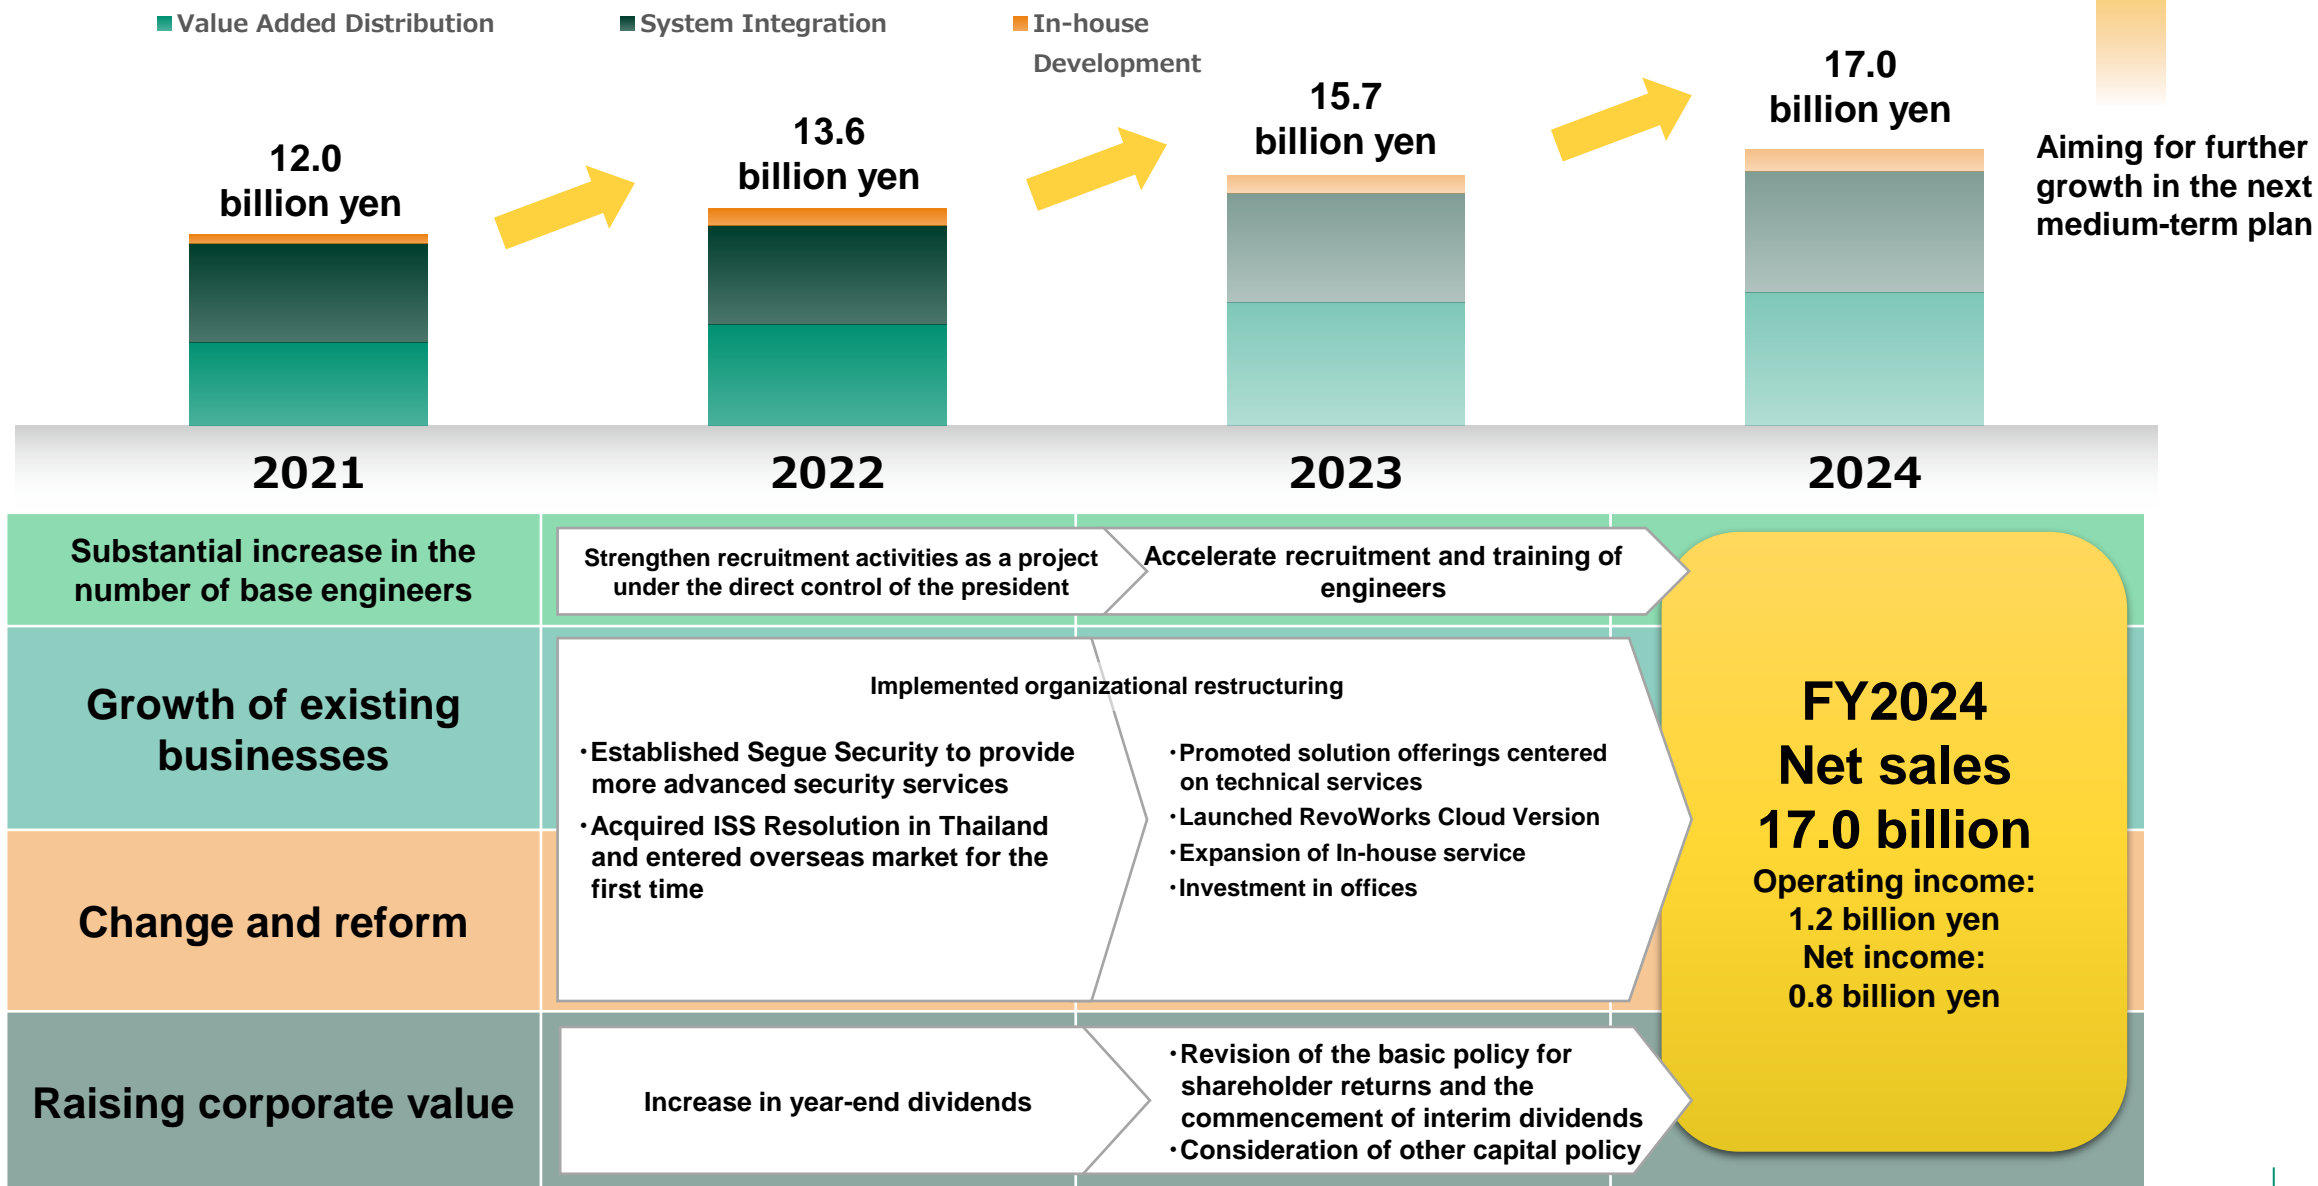 Value Added Distribution
System Integration
In-house
Development
12.0
billion yen
13.6
billion yen
15.7
billion yen
17.0
billion yen
Aiming for further
growth in the next
medium-term plan
2021
2022
2023
2024
Substantial increase in the
number of base engineers
Strengthen recruitment activities as a project
under the direct control of the president
Accelerate recruitment and training of
engineers
Growth of existing
businesses
Change and reform
Implemented organizational restructuring
・Established Segue Security to provide
more advanced security services
・Acquired ISS Resolution in Thailand
and entered overseas market for the
first time
・Promoted solution offerings centered
on technical services
・Launched RevoWorks Cloud Version
・Expansion of In-house service
・Investment in offices
Raising corporate value
Increase in year-end dividends
・Revision of the basic policy for
shareholder returns and the
commencement of interim dividends
・Consideration of other capital policy
FY2024
Net sales
17.0 billion
Operating income:
1.2 billion yen
Net income:
0.8 billion yen